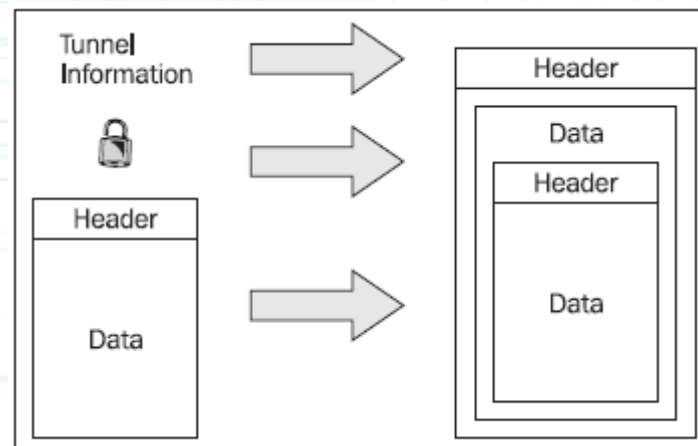 Tunnel
Information
Header
Data
Header
Data
Header
Data